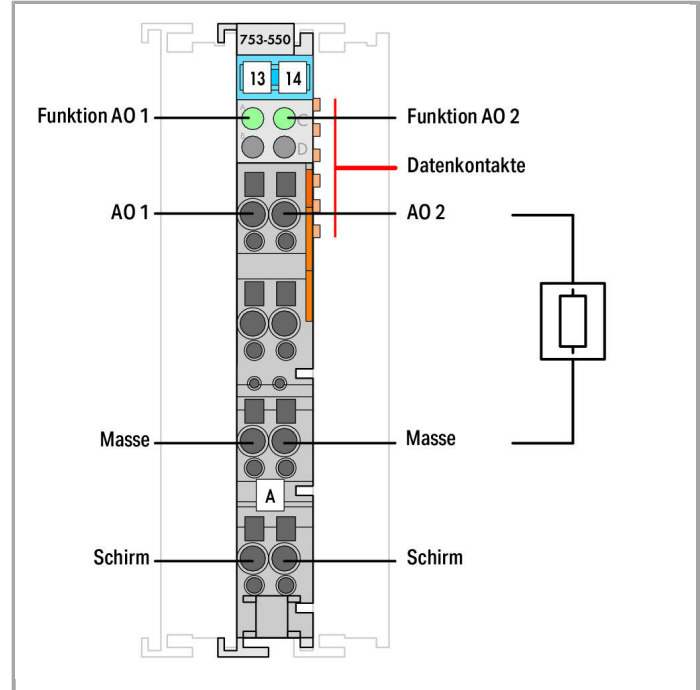 753-550
13 14
Funktion AO 1
Funktion AO 2
A
C
B
D
Datenkontakte
AO 1
AO 2
Masse
Masse
A
Schirm
Schirm